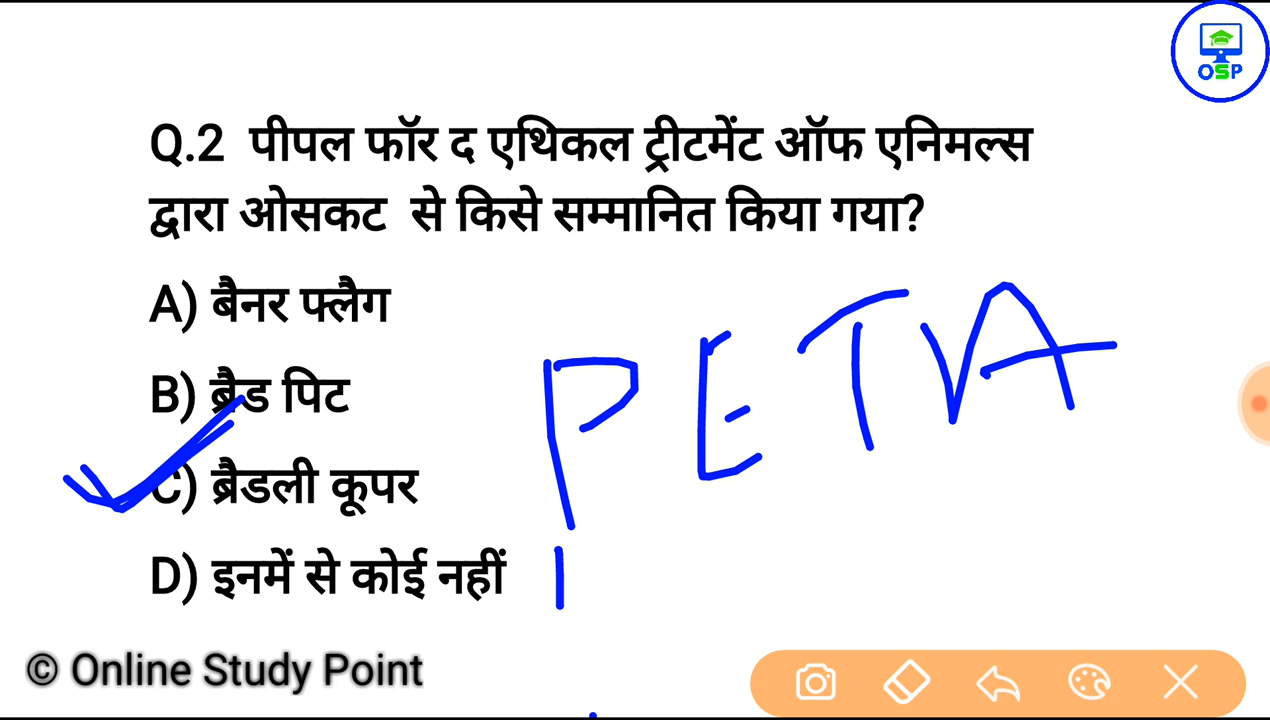 OSP
Q.2 पीपल फॉर द एथिकल ट्रीटमेंट ऑफ एनिमल्स
द्वारा ओसकट से किसे सम्मानित किया गया?
A) बैनर फ्लैग
B) ब्रैड पिट
C) ब्रैडली कूपर
D) इनमें से कोई नहीं
PETA
© Online Study Point